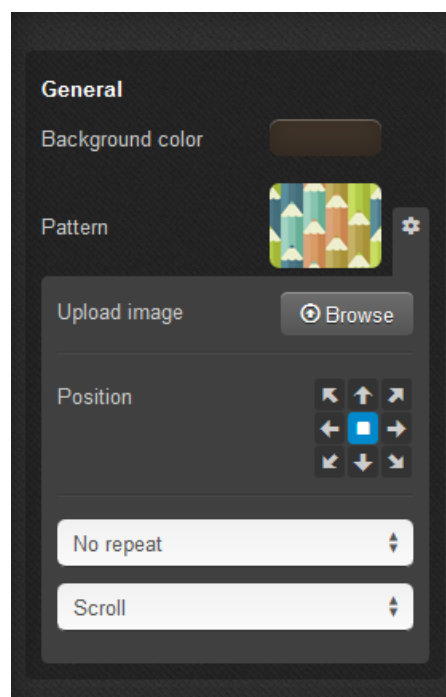 General
Background color
Pattern
Upload image
Browse
Position
No repeat
Scroll